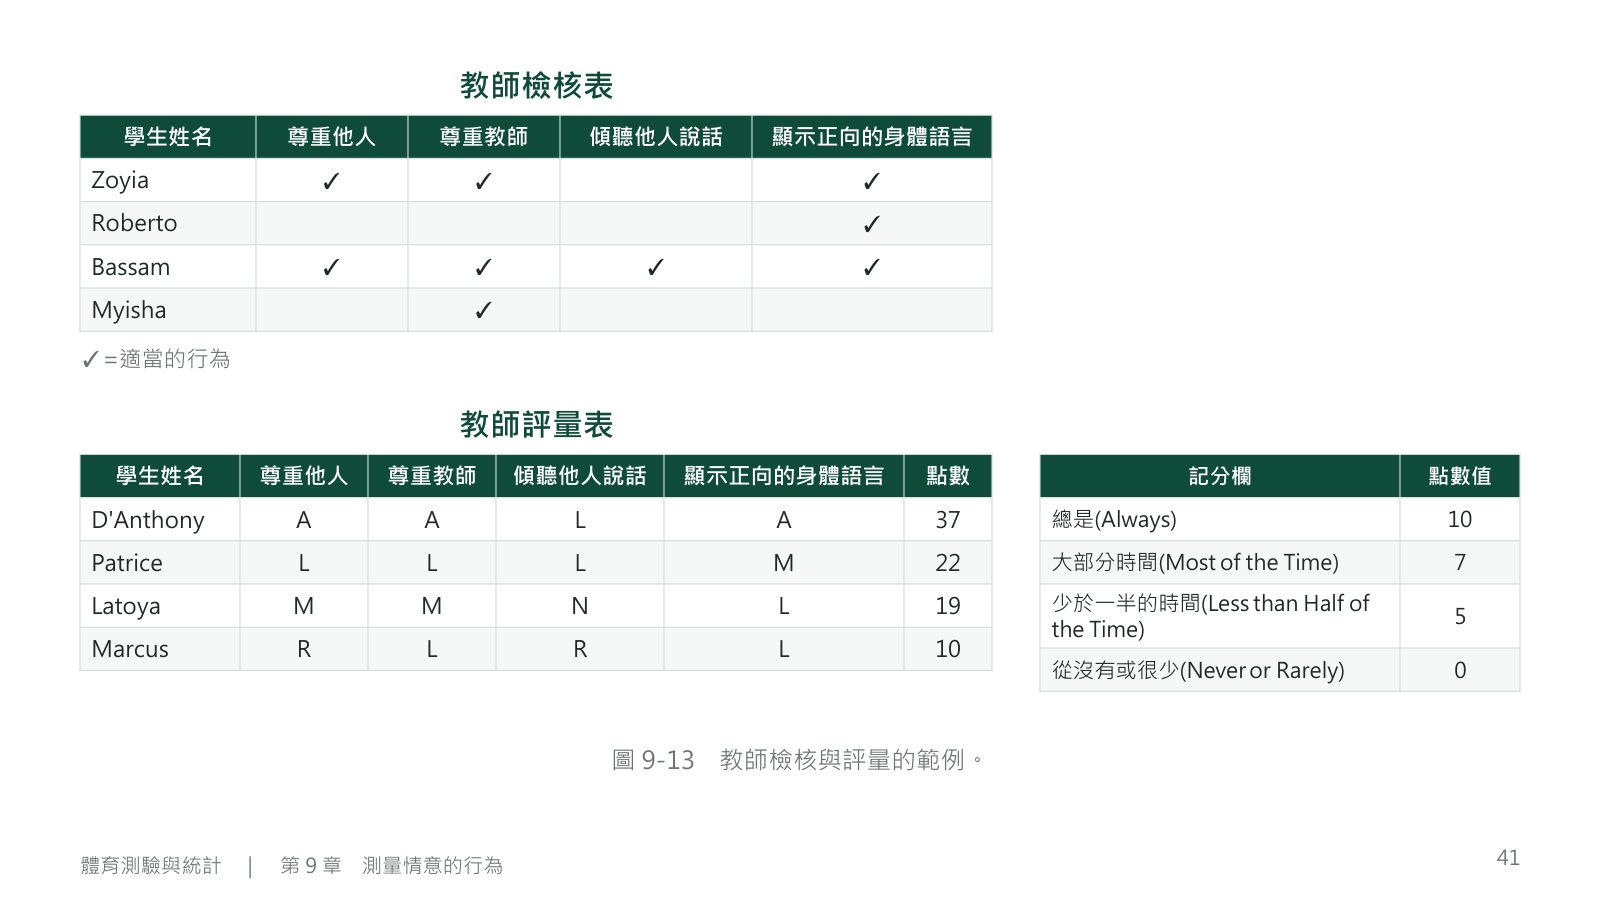 教師檢核表
學生姓名 尊重他人 尊重教師 傾聽他人說話 顯示正向的身體語言
Zoyia ✓ ✓ ✓
Roberto ✓
Bassam ✓ ✓ ✓ ✓
Myisha ✓
✓=適當的行為
教師評量表
學生姓名 尊重他人 尊重教師 傾聽他人說話 顯示正向的身體語言 點數
D'Anthony A A L A 37
Patrice L L L M 22
Latoya M M N L 19
Marcus R L R L 10
記分欄 點數值
總是(Always) 10
大部分時間(Most of the Time) 7
少於一半的時間(Less than Half of
the Time) 5
從沒有或很少(Never or Rarely) 0
圖 9-13 教師檢核與評量的範例。
體育測驗與統計 | 第 9 章 測量情意的行為
41